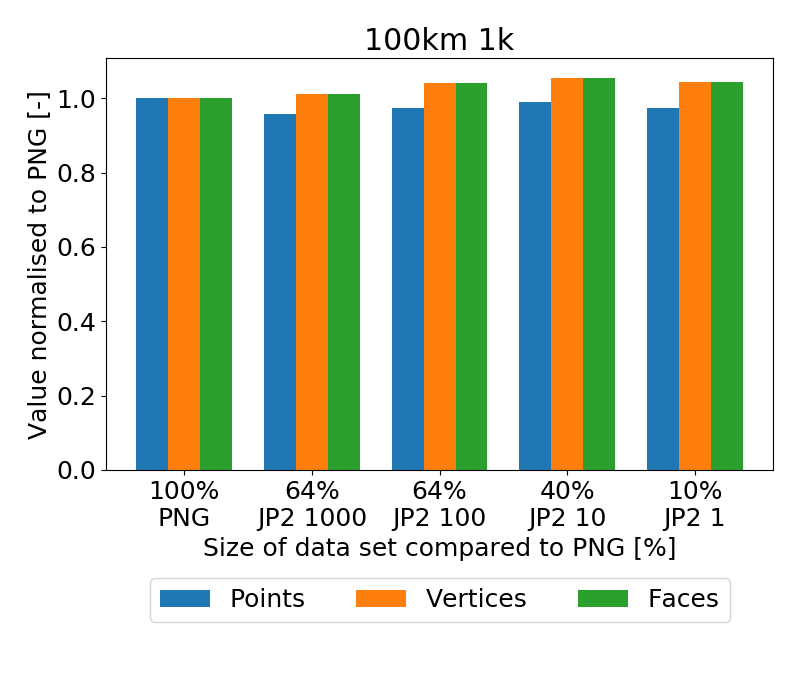 100km 1k
Value normalised to PNG [-]
1.0
0.8
0.6
0.4
0.2
0.0
100% 64% 64% 40% 10%
PNG JP2 1000 JP2 100 JP2 10 JP2 1
Size of data set compared to PNG [%]
Points Vertices Faces